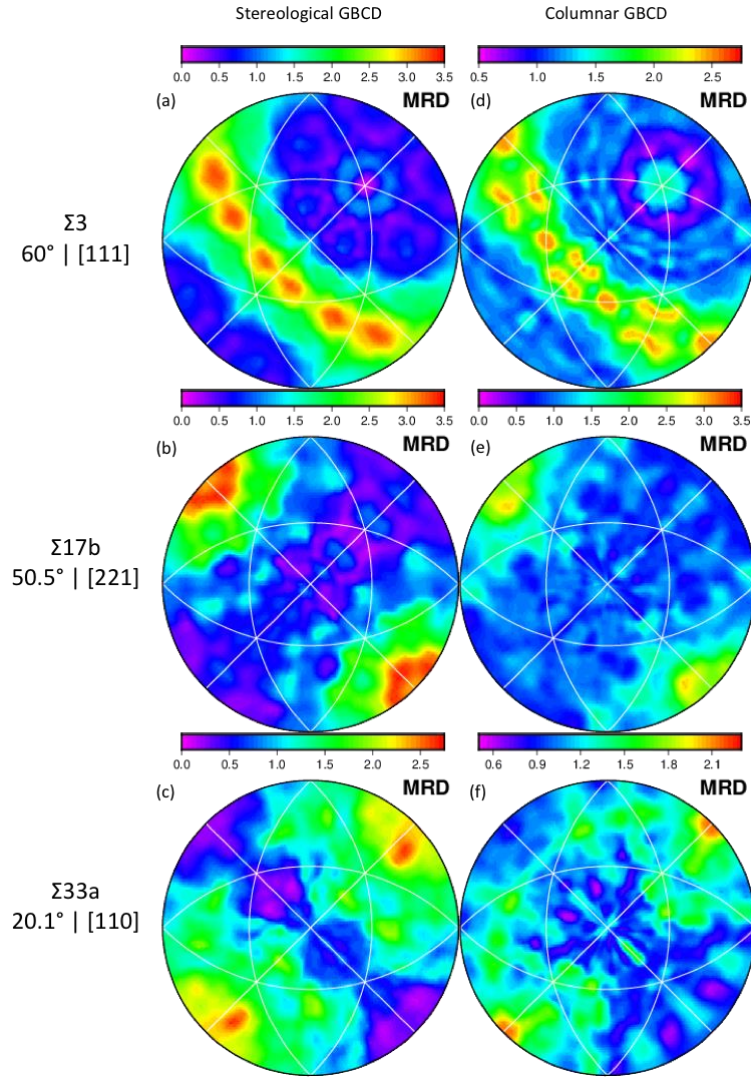 Stereological GBCD
Columnar GBCD
0.0 0.5 1.0 1.5 2.0 2.5 3.0 3.5
0.5 1.0 1.5 2.0 2.5
(a) MRD
(d) MRD
Σ3
60° | [111]
0.0 0.5 1.0 1.5 2.0 2.5 3.0 3.5
0.0 0.5 1.0 1.5 2.0 2.5 3.0 3.5
(b) MRD
(e) MRD
Σ17b
50.5° | [221]
0.0 0.5 1.0 1.5 2.0 2.5
0.6 0.9 1.2 1.5 1.8 2.1
(c) MRD
(f) MRD
Σ33a
20.1° | [110]